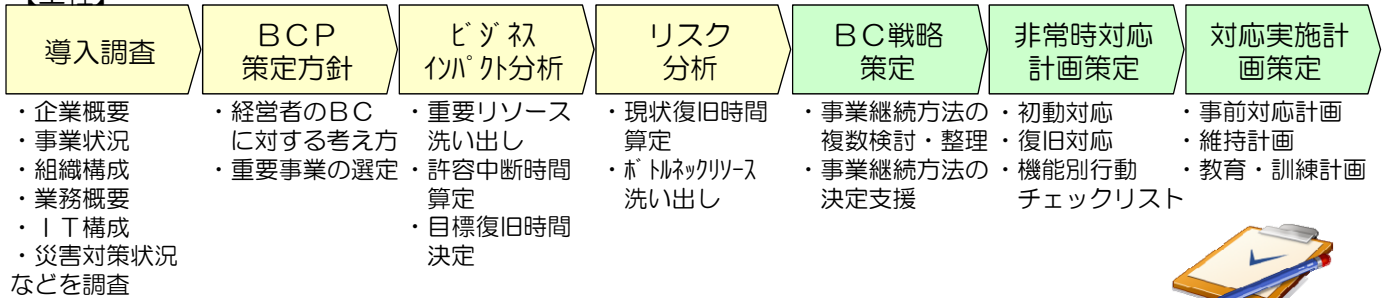 導入調査
ＢＣＰ
策定方針
ﾋﾞｼﾞﾈｽ
ｲﾝﾊﾟｸﾄ分析
リスク
分析
ＢＣ戦略
策定
非常時対応
計画策定
対応実施計
画策定
・企業概要
・事業状況
・組織構成
・業務概要
・ＩＴ構成
・災害対策状況
などを調査
・経営者のＢＣ
に対する考え方
・重要事業の選定
・重要リソース
洗い出し
・許容中断時間
算定
・目標復旧時間
決定
・現状復旧時間
算定
・ﾎﾞﾄﾙﾈｯｸﾘｿｰｽ
洗い出し
・事業継続方法の
複数検討・整理
・事業継続方法の
決定支援
・初動対応
・復旧対応
・機能別行動
チェックリスト
・事前対応計画
・維持計画
・教育・訓練計画